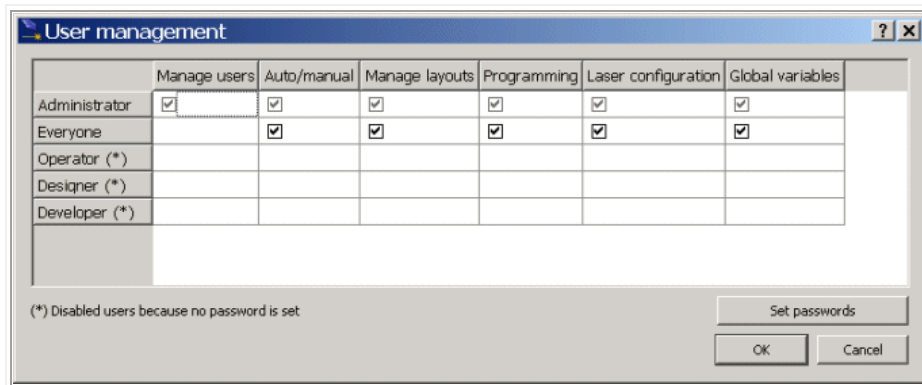 User management
Manage users Auto/manual Manage layouts Programming Laser configuration Global variables
Administrator
Everyone
Operator (*)
Designer (*)
Developer (*)
(*) Disabled users because no password is set
Set passwords
OK Cancel